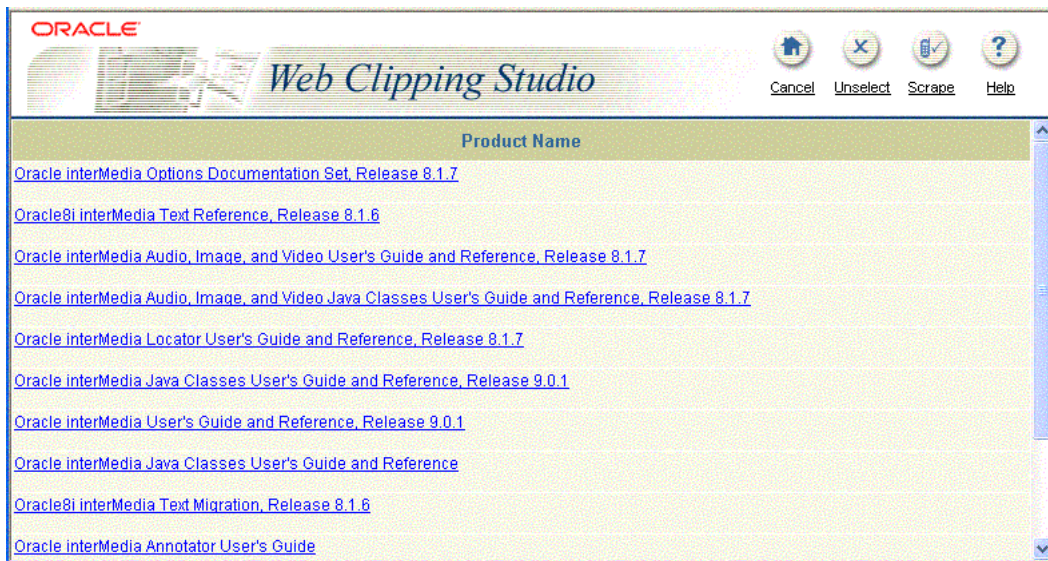 ORACLE
Web Clipping Studio
Cancel Unselect Scrape Help
Product Name
Oracle interMedia Options Documentation Set, Release 8.1.7
Oracle8i interMedia Text Reference, Release 8.1.6
Oracle interMedia Audio, Image, and Video User's Guide and Reference, Release 8.1.7
Oracle interMedia Audio, Image, and Video Java Classes User's Guide and Reference, Release 8.1.7
Oracle interMedia Locator User's Guide and Reference, Release 8.1.7
Oracle interMedia Java Classes User's Guide and Reference, Release 9.0.1
Oracle interMedia User's Guide and Reference, Release 9.0.1
Oracle interMedia Java Classes User's Guide and Reference
Oracle8i interMedia Text Migration, Release 8.1.6
Oracle interMedia Annotator User's Guide